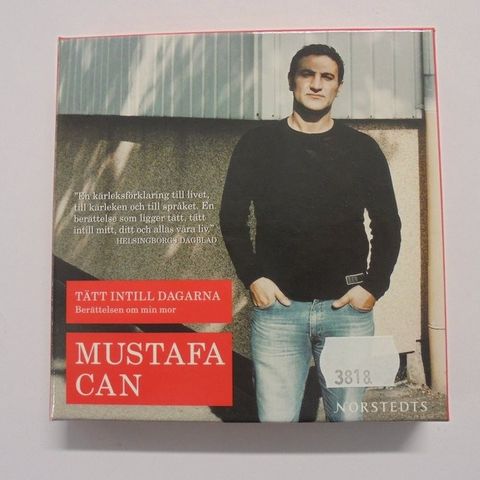 "En kärleksförklaring till livet,
till kärleken och till språket. En
berättelse som ligger tätt, tätt
intill mitt, ditt och allas våra liv."
HELSINGBORGS DAGBLAD
TÄTT INTILL DAGARNA
Berättelsen om min mor
MUSTAFA
CAN
3818
NORSTEDTS